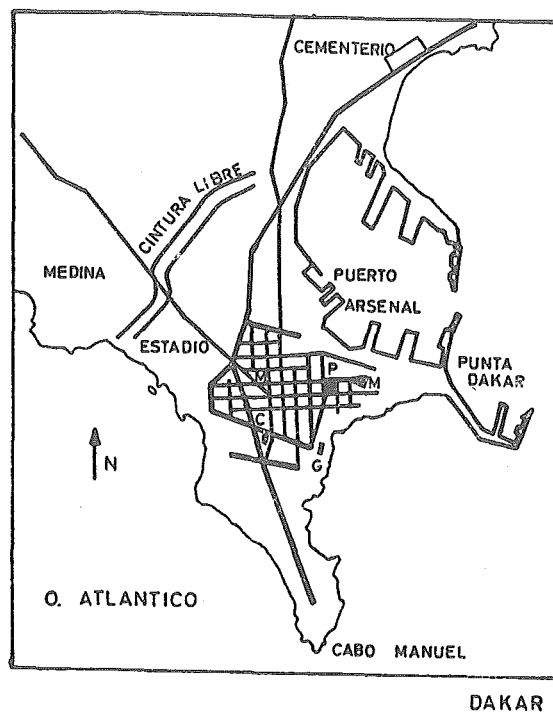 CEMENTERIO
CINTURA LIBRE
MEDINA
PUERTO
ARSENAL
ESTADIO
PUNTA
DAKAR
M
P
M
C
G
N
O. ATLANTICO
CABO MANUEL
DAKAR